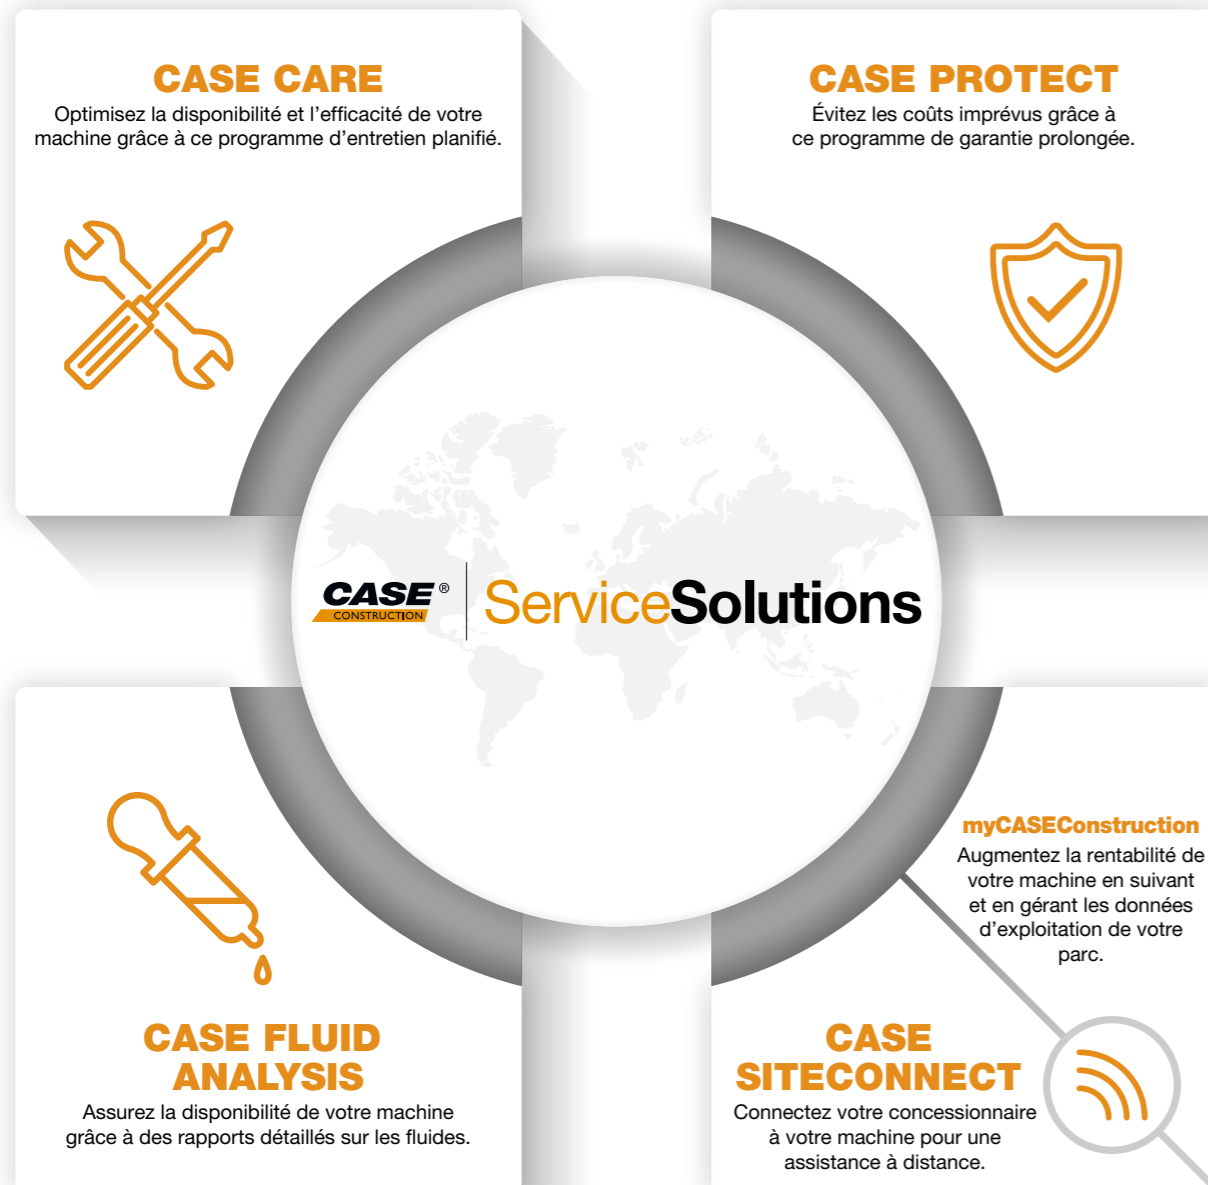 CASE CARE
Optimisez la disponibilité et l’efficacité de votre
machine grâce à ce programme d’entretien planifié.
CASE PROTECT
Évitez les coûts imprévus grâce à
ce programme de garantie prolongée.
CASE ®
CONSTRUCTION
ServiceSolutions
CASE FLUID
ANALYSIS
Assurez la disponibilité de votre machine
grâce à des rapports détaillés sur les fluides.
myCASEConstruction
Augmentez la rentabilité de
votre machine en suivant
et en gérant les données
d’exploitation de votre
parc.
CASE
SITECONNECT
Connectez votre concessionnaire
à votre machine pour une
assistance à distance.